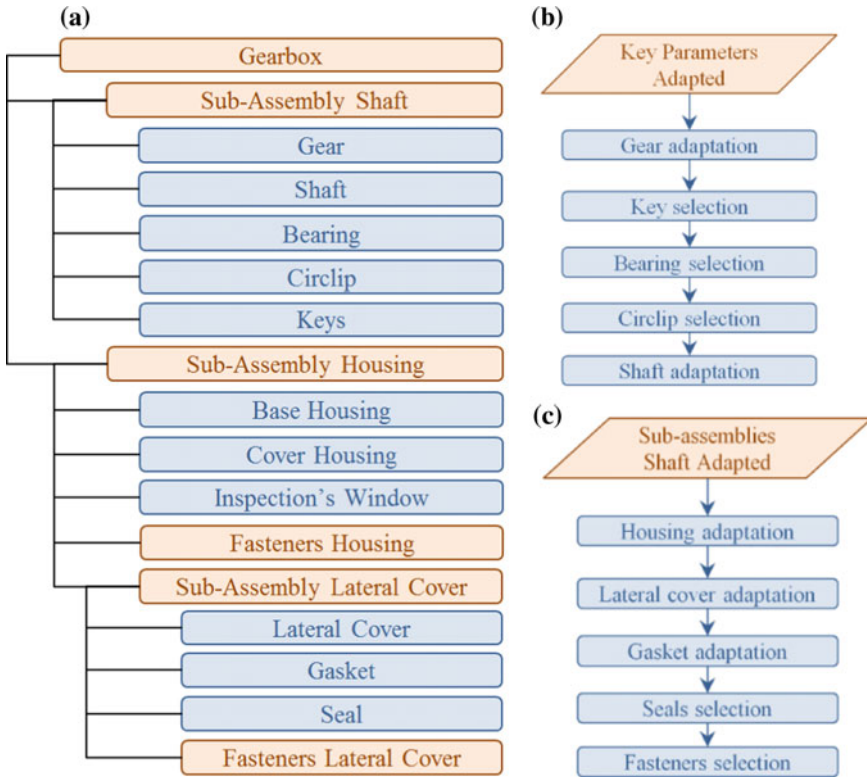 (a)
Gearbox
Sub-Assembly Shaft
Gear
Shaft
Bearing
Circlip
Keys
Sub-Assembly Housing
Base Housing
Cover Housing
Inspection's Window
Fasteners Housing
Sub-Assembly Lateral Cover
Lateral Cover
Gasket
Seal
Fasteners Lateral Cover
(b)
Key Parameters
Adapted
Gear adaptation
Key selection
Bearing selection
Circlip selection
Shaft adaptation
(c)
Sub-assemblies
Shaft Adapted
Housing adaptation
Lateral cover adaptation
Gasket adaptation
Seals selection
Fasteners selection